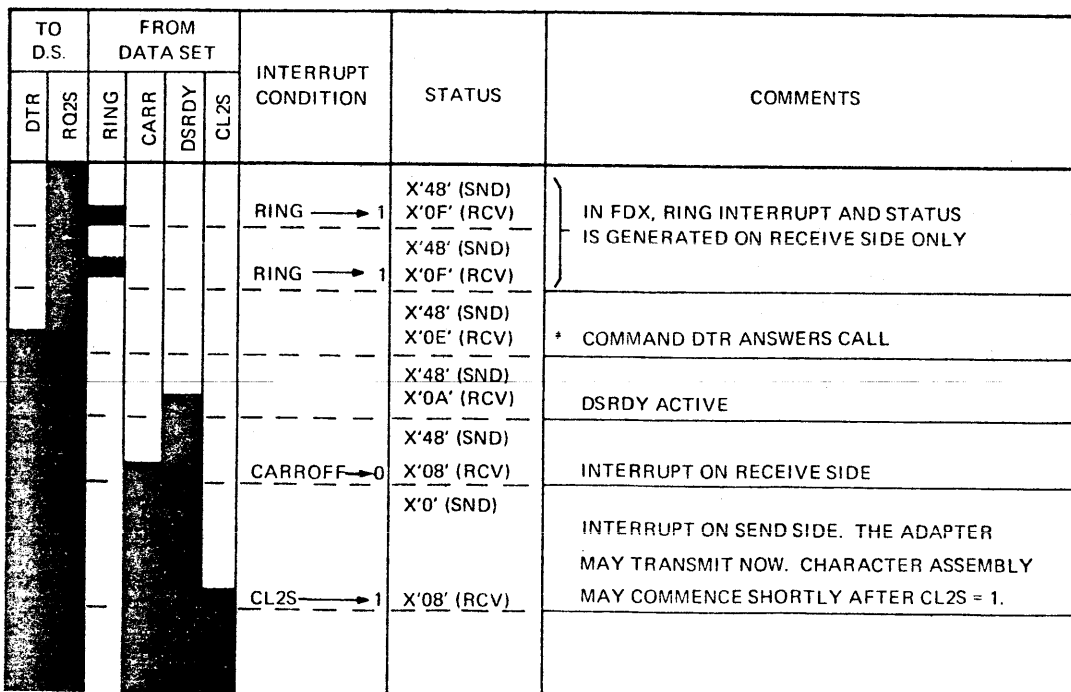 TO D.S.
FROM DATA SET
INTERRUPT CONDITION
STATUS
COMMENTS
DTR
RQ2S
RING
CARR
DSRDY
CL2S
X'48' (SND)
RING → 1 X'0F' (RCV)
IN FDX, RING INTERRUPT AND STATUS
IS GENERATED ON RECEIVE SIDE ONLY
X'48' (SND)
RING → 1 X'0F' (RCV)
X'48' (SND)
X'0E' (RCV) * COMMAND DTR ANSWERS CALL
X'48' (SND)
X'0A' (RCV) DSRDY ACTIVE
X'48' (SND)
CARROFF → 0 X'08' (RCV) INTERRUPT ON RECEIVE SIDE
X'0' (SND)
INTERRUPT ON SEND SIDE. THE ADAPTER
MAY TRANSMIT NOW. CHARACTER ASSEMBLY
CL2S → 1 X'08' (RCV) MAY COMMENCE SHORTLY AFTER CL2S = 1.